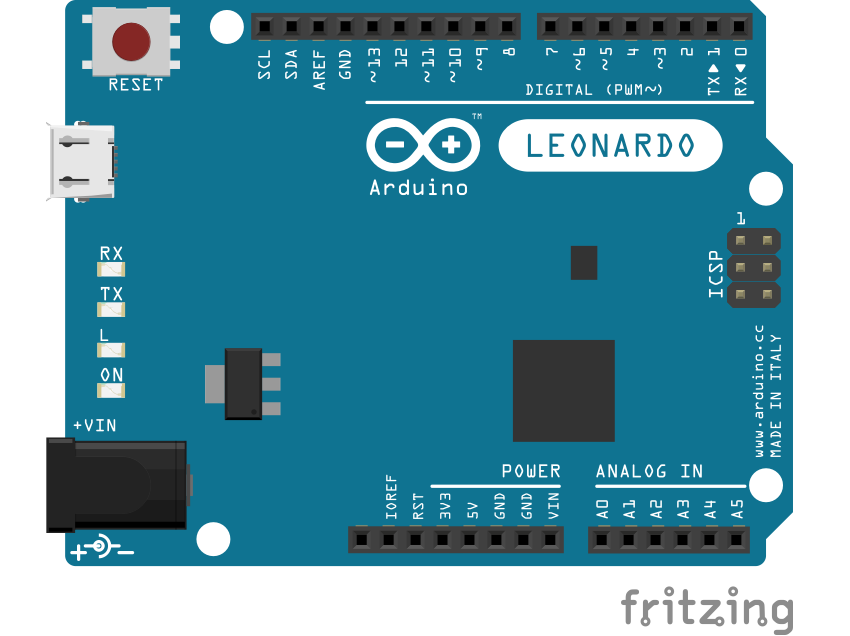 RESET
SCL
SDA
AREF
GND
~13
12
~11
~10
~9
8
7
~6
~5
4
~3
2
TX▶1
RX◀0
DIGITAL (PWM~)
TM
LEONARDO
Arduino
1
ICSP
RX
TX
L
ON
+VIN
www.arduino.cc
MADE IN ITALY
POWER
ANALOG IN
IOREF
RST
3V3
5V
GND
GND
VIN
A0
A1
A2
A3
A4
A5
fritzing